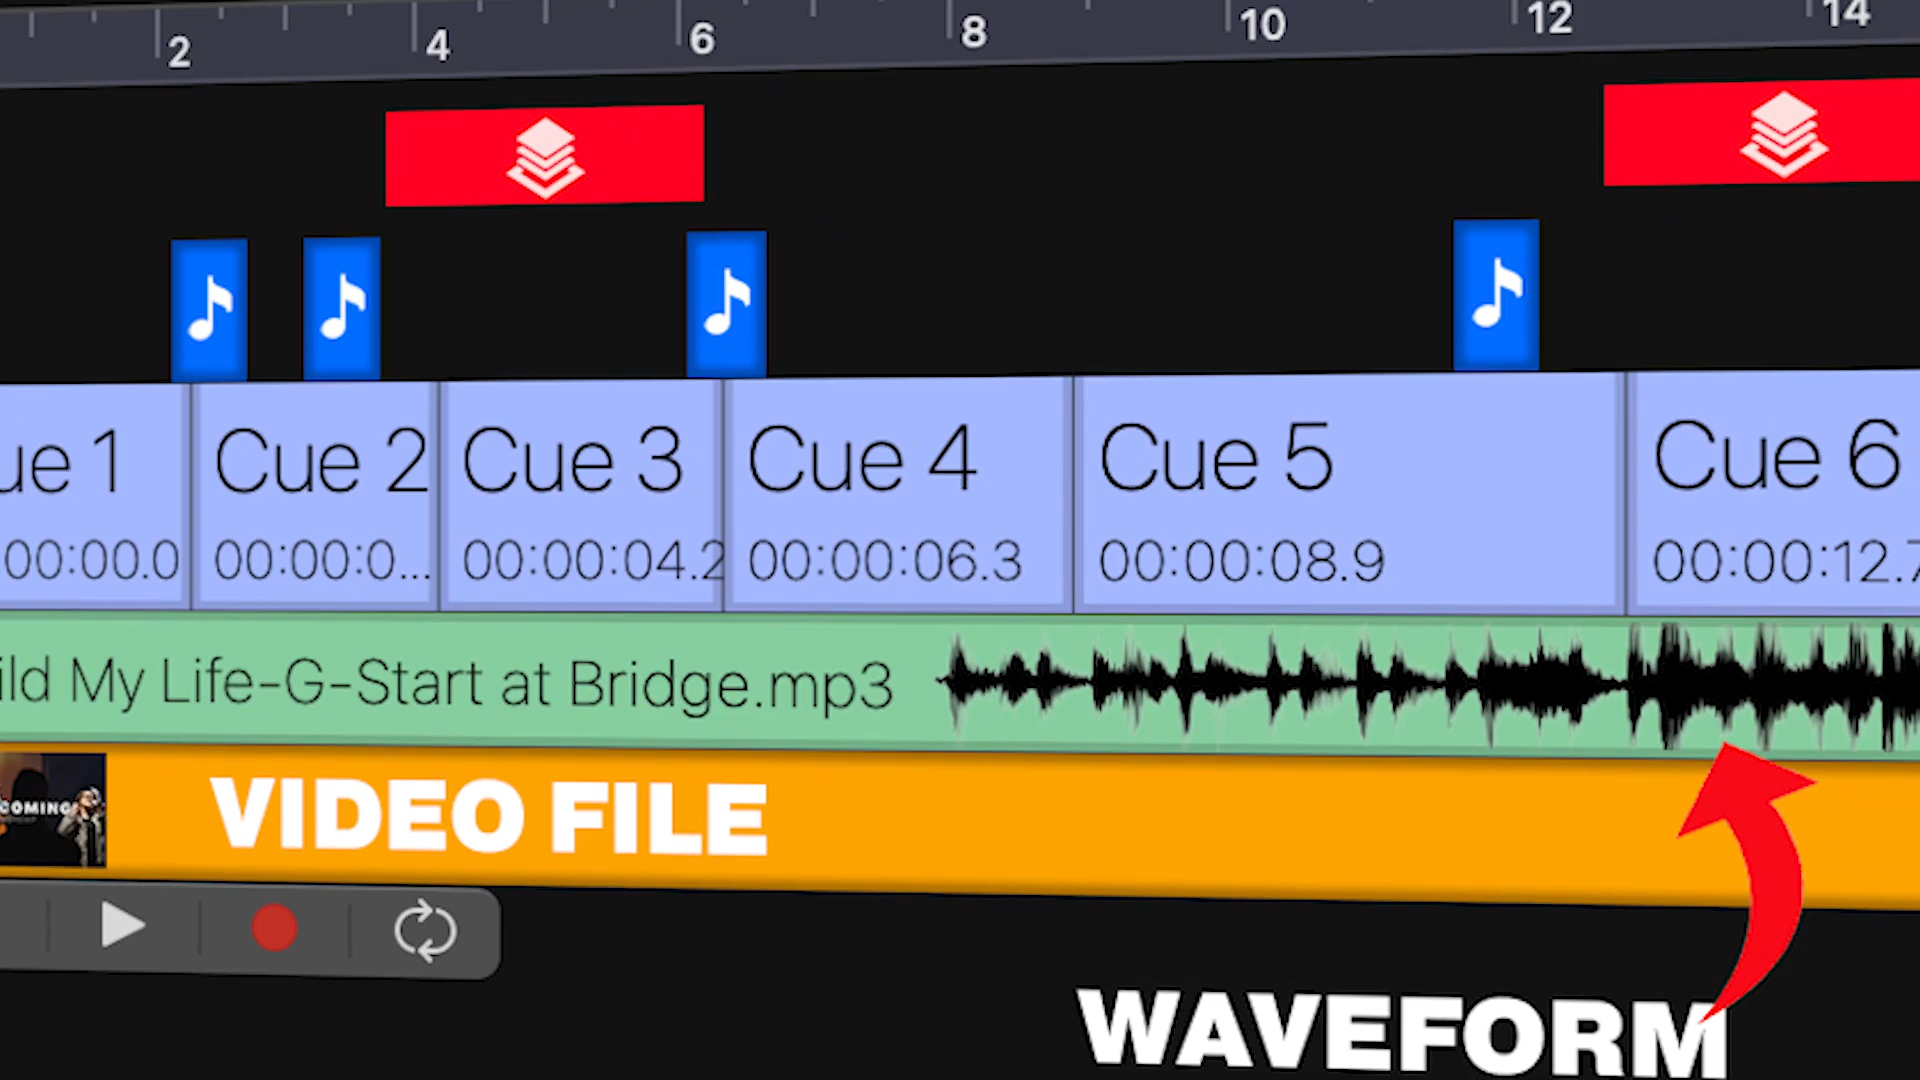 2 4 6 8 10 12 14
ue 1 Cue 2 Cue 3 Cue 4 Cue 5 Cue 6
00:00.0 00:00:0... 00:00:04.2 00:00:06.3 00:00:08.9 00:00:12.7
ild My Life-G-Start at Bridge.mp3
COMING
VIDEO FILE
WAVEFORM